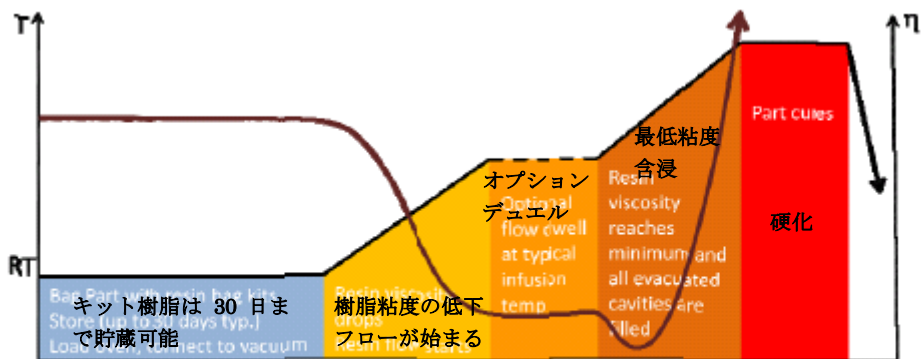 T
η
RT
Bag Part with resin bag kits
Store (up to 30 days typ.)
Load oven, connect to vacuum
キット樹脂は 30 日ま
で貯蔵可能
Resin viscosity
drops
Resin flow starts
樹脂粘度の低下
フローが始まる
オプション
デュエル
Optional
flow dwell
at typical
infusion
temp
最低粘度
含浸
Resin
viscosity
reaches
minimum and
all evacuated
cavities are
filled
Part cures
硬化